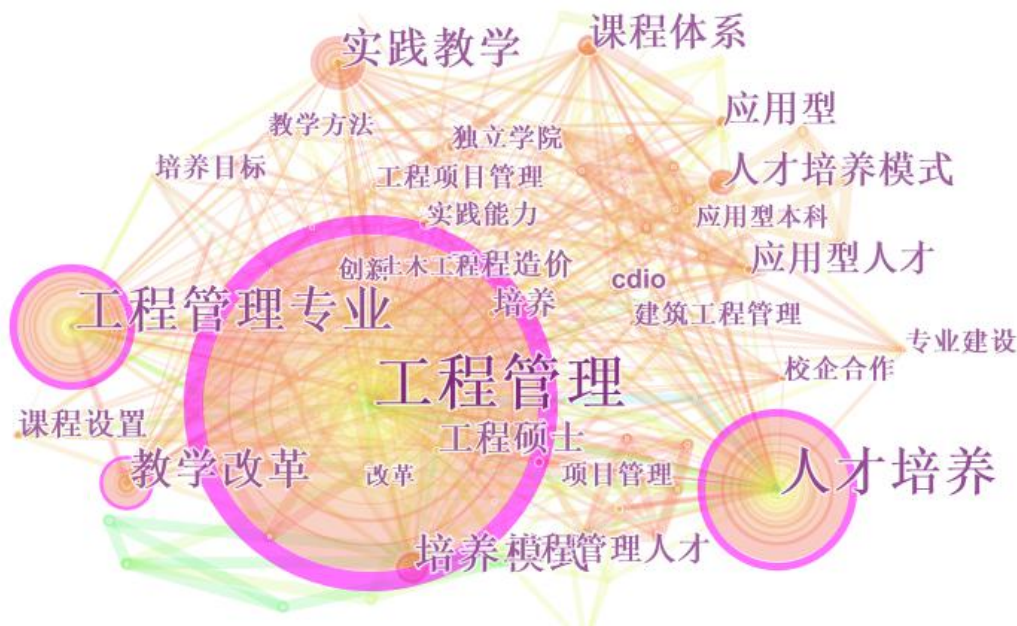 课程体系
实践教学
应用型
教学方法
独立学院
培养目标
工程项目管理
人才培养模式
实践能力
应用型本科
创新
土木工程
工程造价
应用型人才
cdio
工程管理专业
培养
建筑工程管理
专业建设
校企合作
工程管理
课程设置
工程硕士
教学改革
改革
项目管理
人才培养
培养模式
工程管理人才